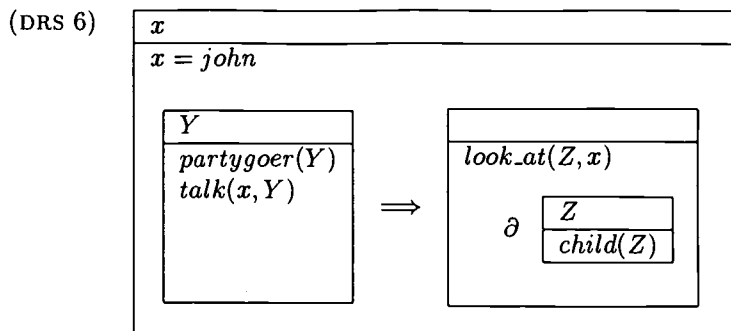 (DRS 6)
x
x = john
Y
partygoer(Y)
talk(x, Y)
⟹
look_at(Z, x)
∂
Z
child(Z)